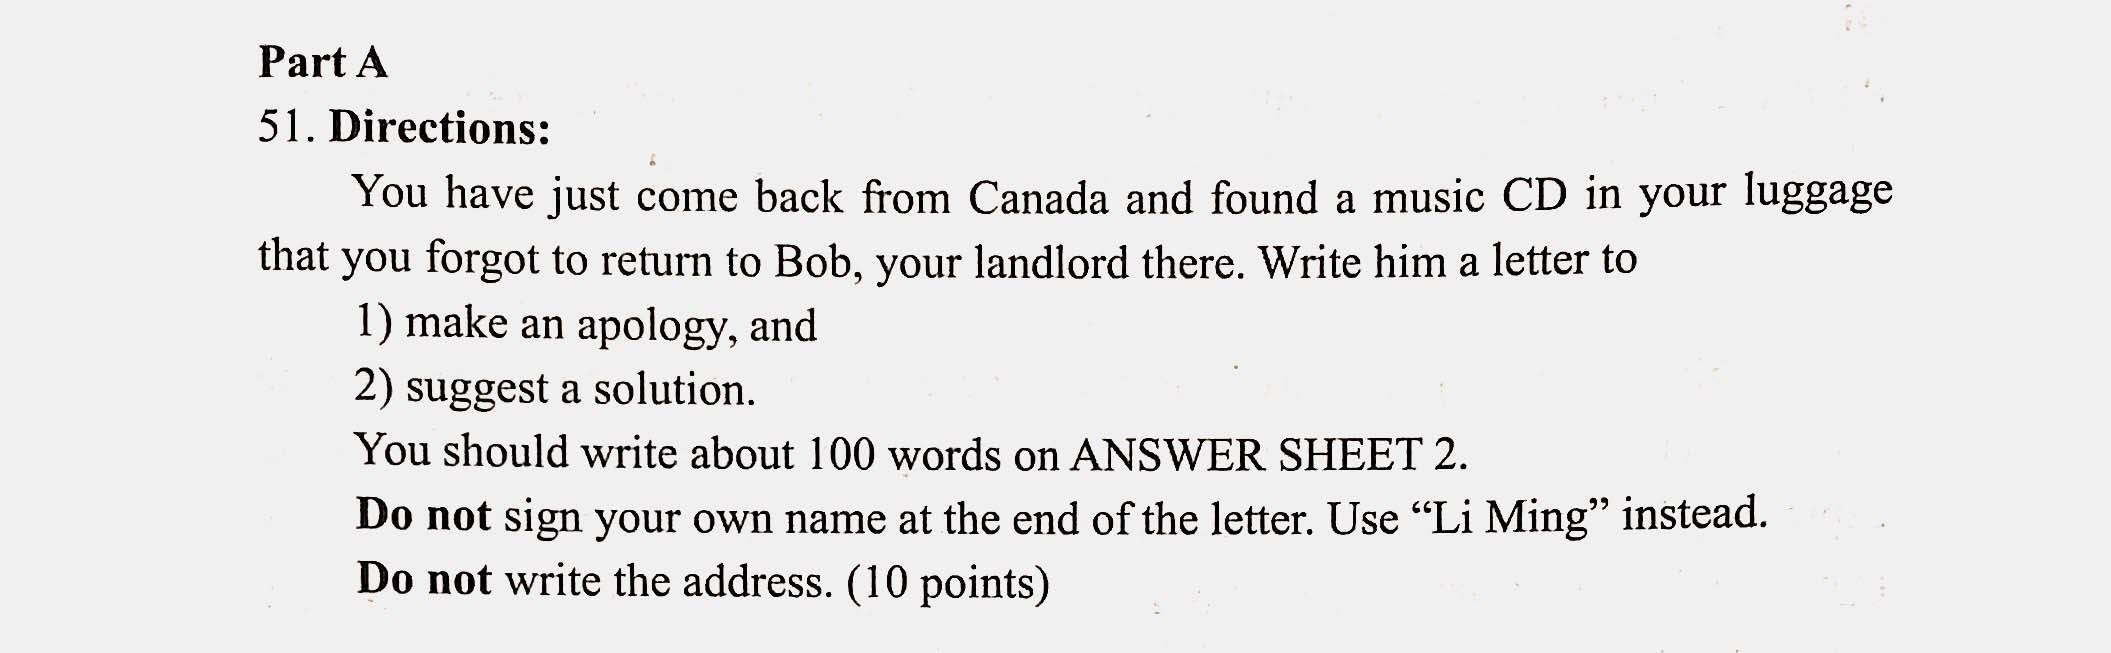 Part A
51. Directions:
You have just come back from Canada and found a music CD in your luggage
that you forgot to return to Bob, your landlord there. Write him a letter to
1) make an apology, and
2) suggest a solution.
You should write about 100 words on ANSWER SHEET 2.
Do not sign your own name at the end of the letter. Use “Li Ming” instead.
Do not write the address. (10 points)